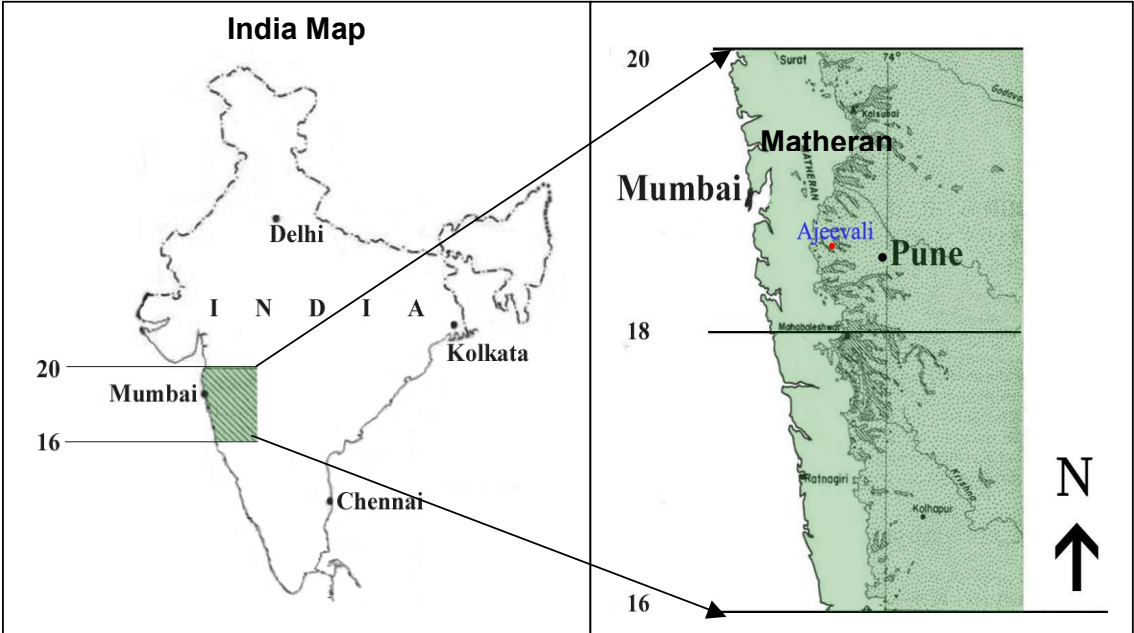 India Map
Delhi
I N D I A
Kolkata
20
Mumbai
16
Chennai
20
Surat
74°
Godavari
Kalsubai
Matheran
MATHERAN
Mumbai
Ajeevali
Pune
18
Mahabaleshwar
Ratnagiri
Krishna
Kolhapur
N
16